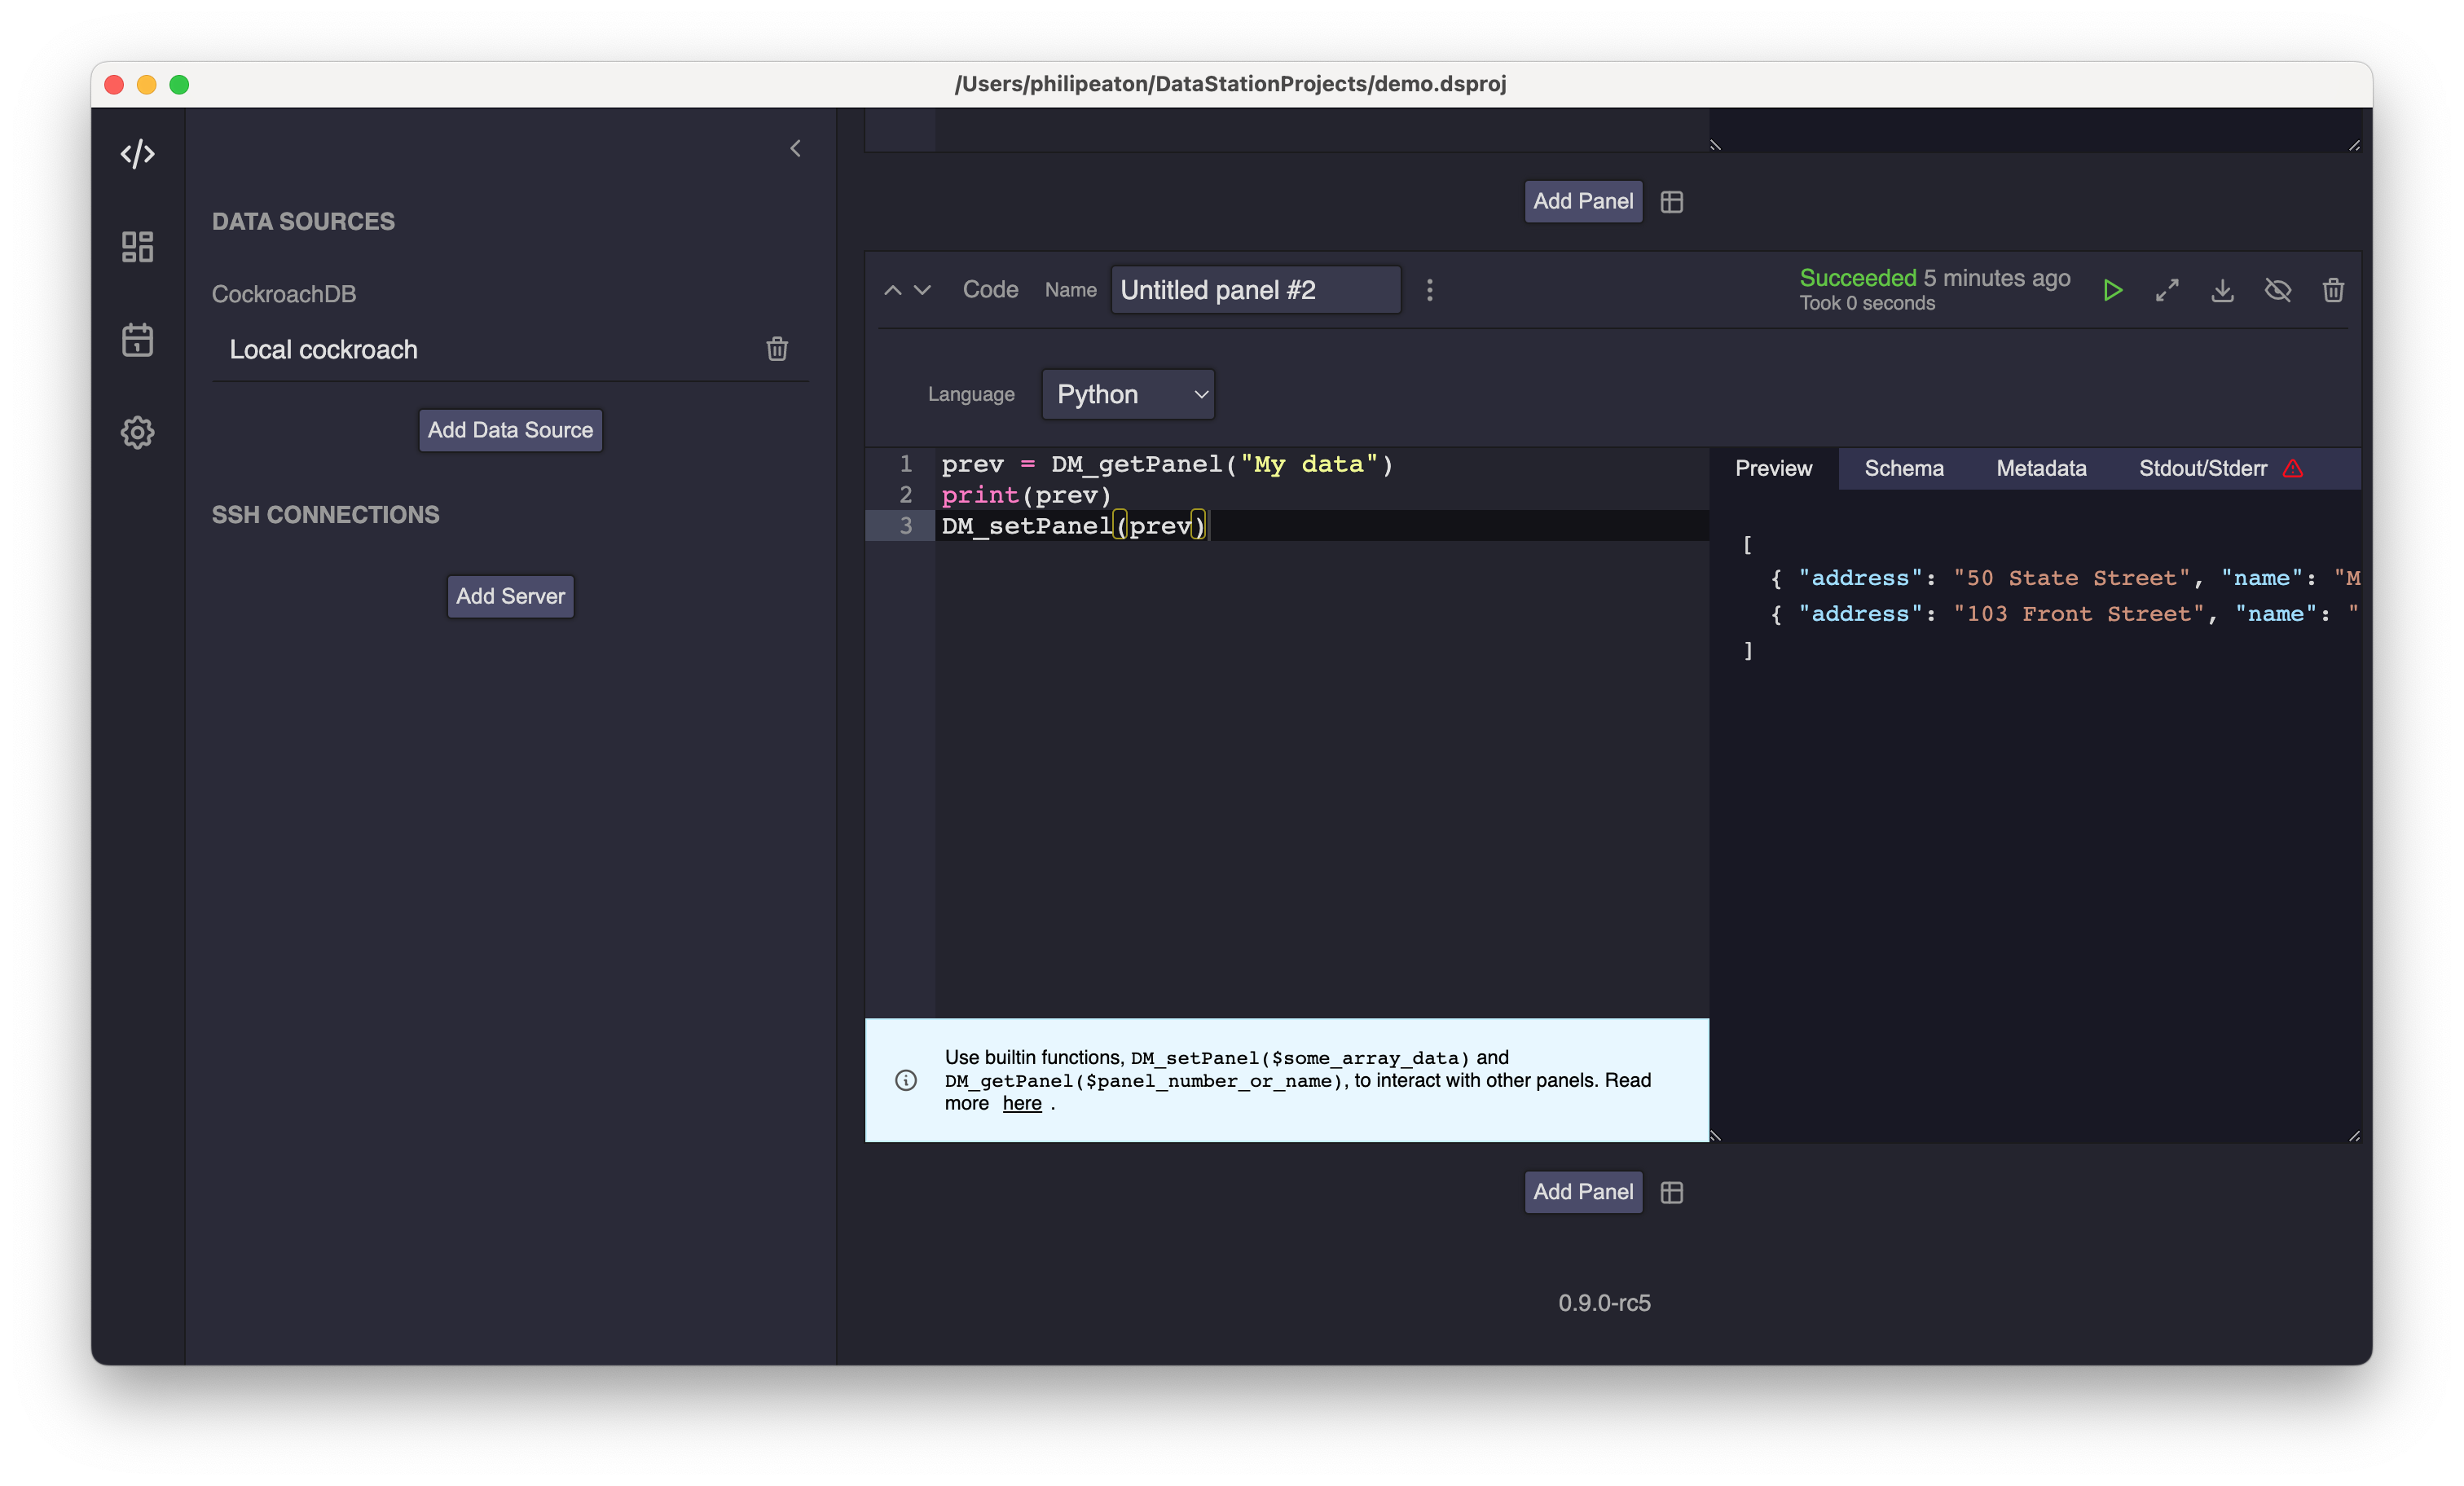 /Users/philipeaton/DataStationProjects/demo.dsproj
DATA SOURCES
CockroachDB
Local cockroach
Add Data Source
SSH CONNECTIONS
Add Server
Add Panel
Code Name Untitled panel #2
Succeeded 5 minutes ago
Took 0 seconds
Language Python
1 prev = DM_getPanel("My data")
2 print(prev)
3 DM_setPanel(prev)
Preview Schema Metadata Stdout/Stderr
[
{ "address": "50 State Street", "name": "M
{ "address": "103 Front Street", "name": "
]
Use builtin functions, DM_setPanel($some_array_data) and
DM_getPanel($panel_number_or_name), to interact with other panels. Read
more here .
Add Panel
0.9.0-rc5